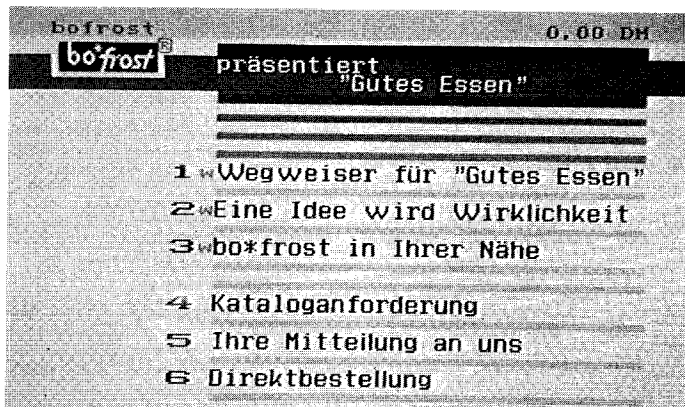 bofrost 0,00 DM
bo*frost ®
präsentiert
"Gutes Essen"
1 w Wegweiser für "Gutes Essen"
2 w Eine Idee wird Wirklichkeit
3 w bo*frost in Ihrer Nähe
4 Kataloganforderung
5 Ihre Mitteilung an uns
6 Direktbestellung